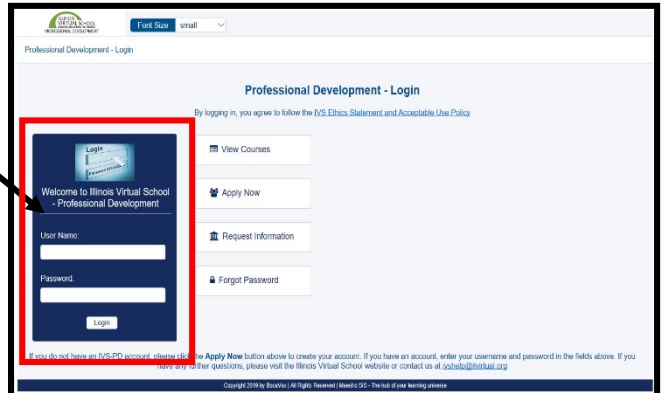 ILLINOIS
VIRTUAL SCHOOL
PROFESSIONAL DEVELOPMENT
Font Size small
Professional Development - Login
Professional Development - Login
By logging in, you agree to follow the IVS Ethics Statement and Acceptable Use Policy
Login
Welcome to Illinois Virtual School
- Professional Development
User Name:
Password:
Login
View Courses
Apply Now
Request Information
Forgot Password
If you do not have an IVS-PD account, please click the Apply Now button above to create your account. If you have an account, enter your username and password in the fields above. If you
have any further questions, please visit the Illinois Virtual School website or contact us at ivshelp@ilvirtual.org
Copyright 2019 by BocaVox | All Rights Reserved | Maestro SIS - The hub of your learning universe